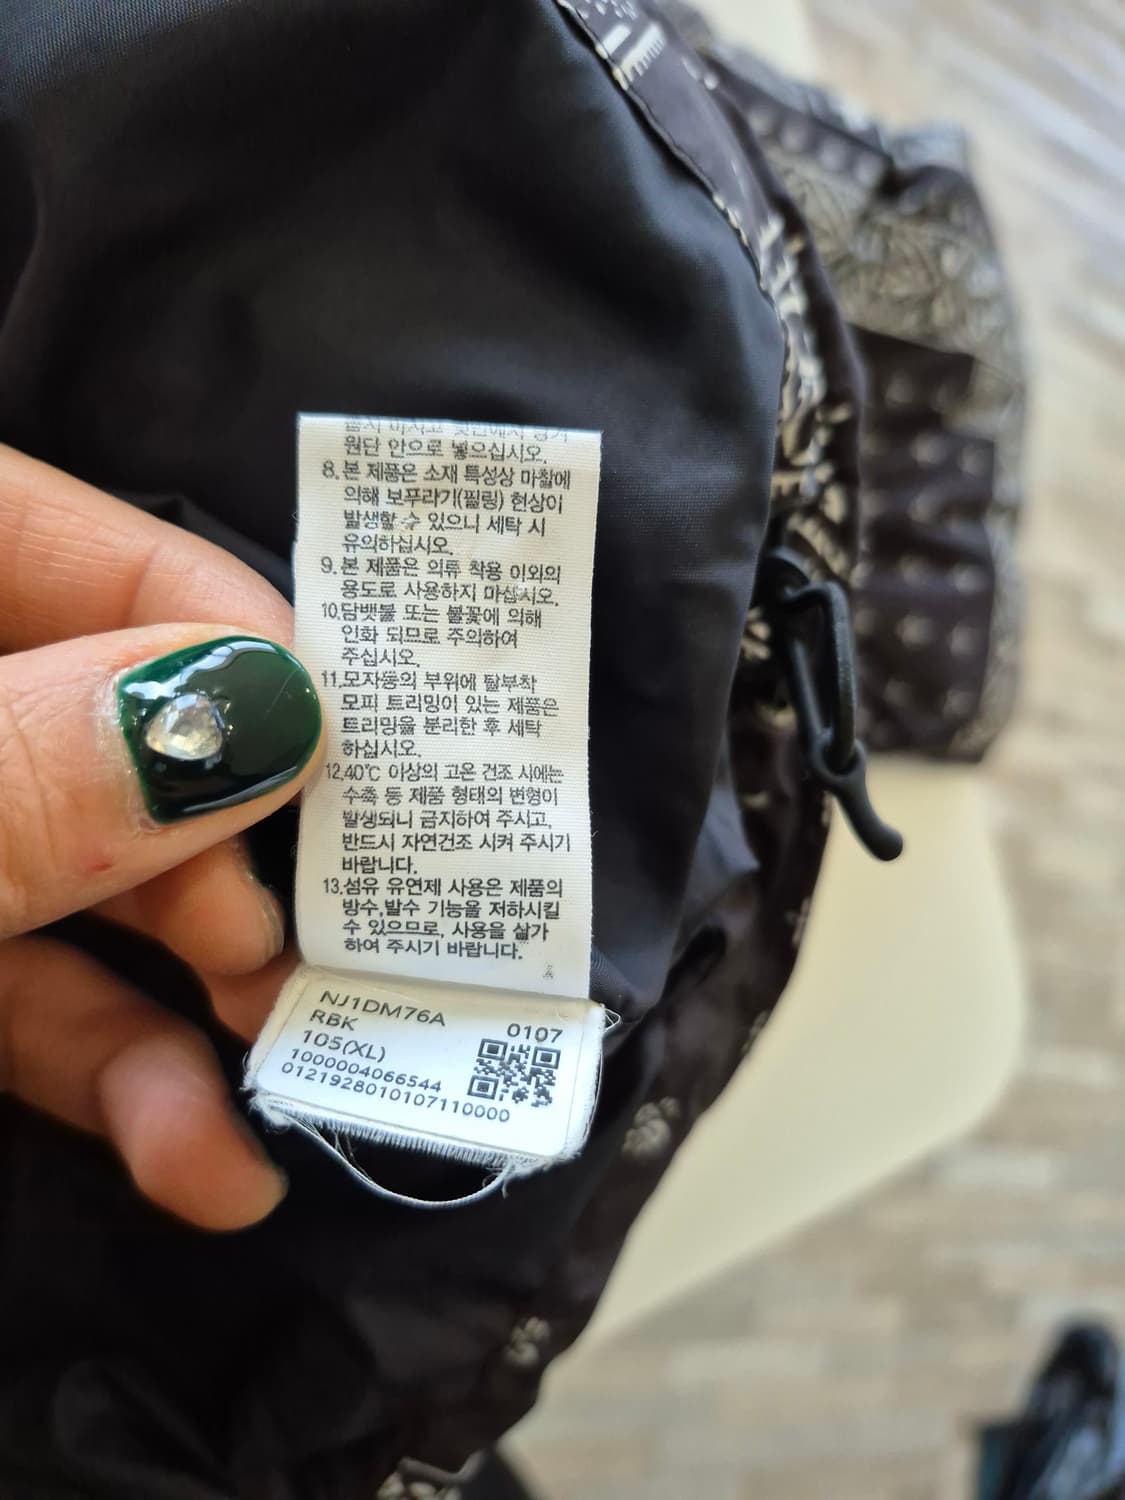 원단 안으로 넣으십시오.
8.본 제품은 소재 특성상 마찰에
의해 보푸라기(필링) 현상이
발생할 수 있으니 세탁 시
유의하십시오.
9.본 제품은 의류 착용 이외의
용도로 사용하지 마십시오.
10.담뱃불 또는 불꽃에 의해
인화 되므로 주의하여
주십시오.
11.모자둥의 부위에 탈부착
모피 트리밍이 있는 제품은
트리밍을 분리한 후 세탁
하십시오.
12.40℃ 이상의 고온 건조 시에는
수축 등 제품 형태의 변형이
발생되니 금지하여 주시고,
반드시 자연건조 시켜 주시기
바랍니다.
13.섬유 유연제 사용은 제품의
방수,발수 기능을 저하시킬
수 있으므로, 사용을 삼가
하여 주시기 바랍니다.
A
NJ1DM76A
0107
RBK
105(XL)
1000004066544
0121928010107110000